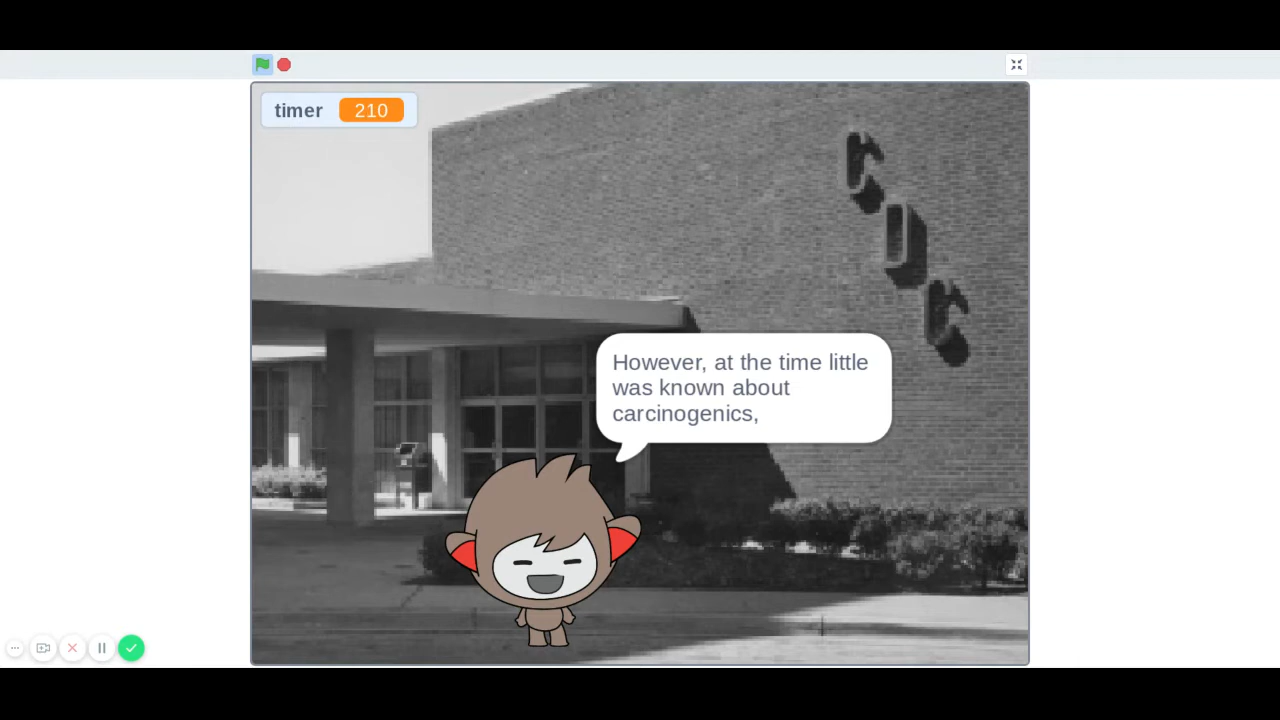 timer 210
However, at the time little
was known about
carcinogenics,